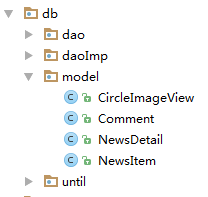 db
dao
daoImp
model
CircleImageView
Comment
NewsDetail
NewsItem
until